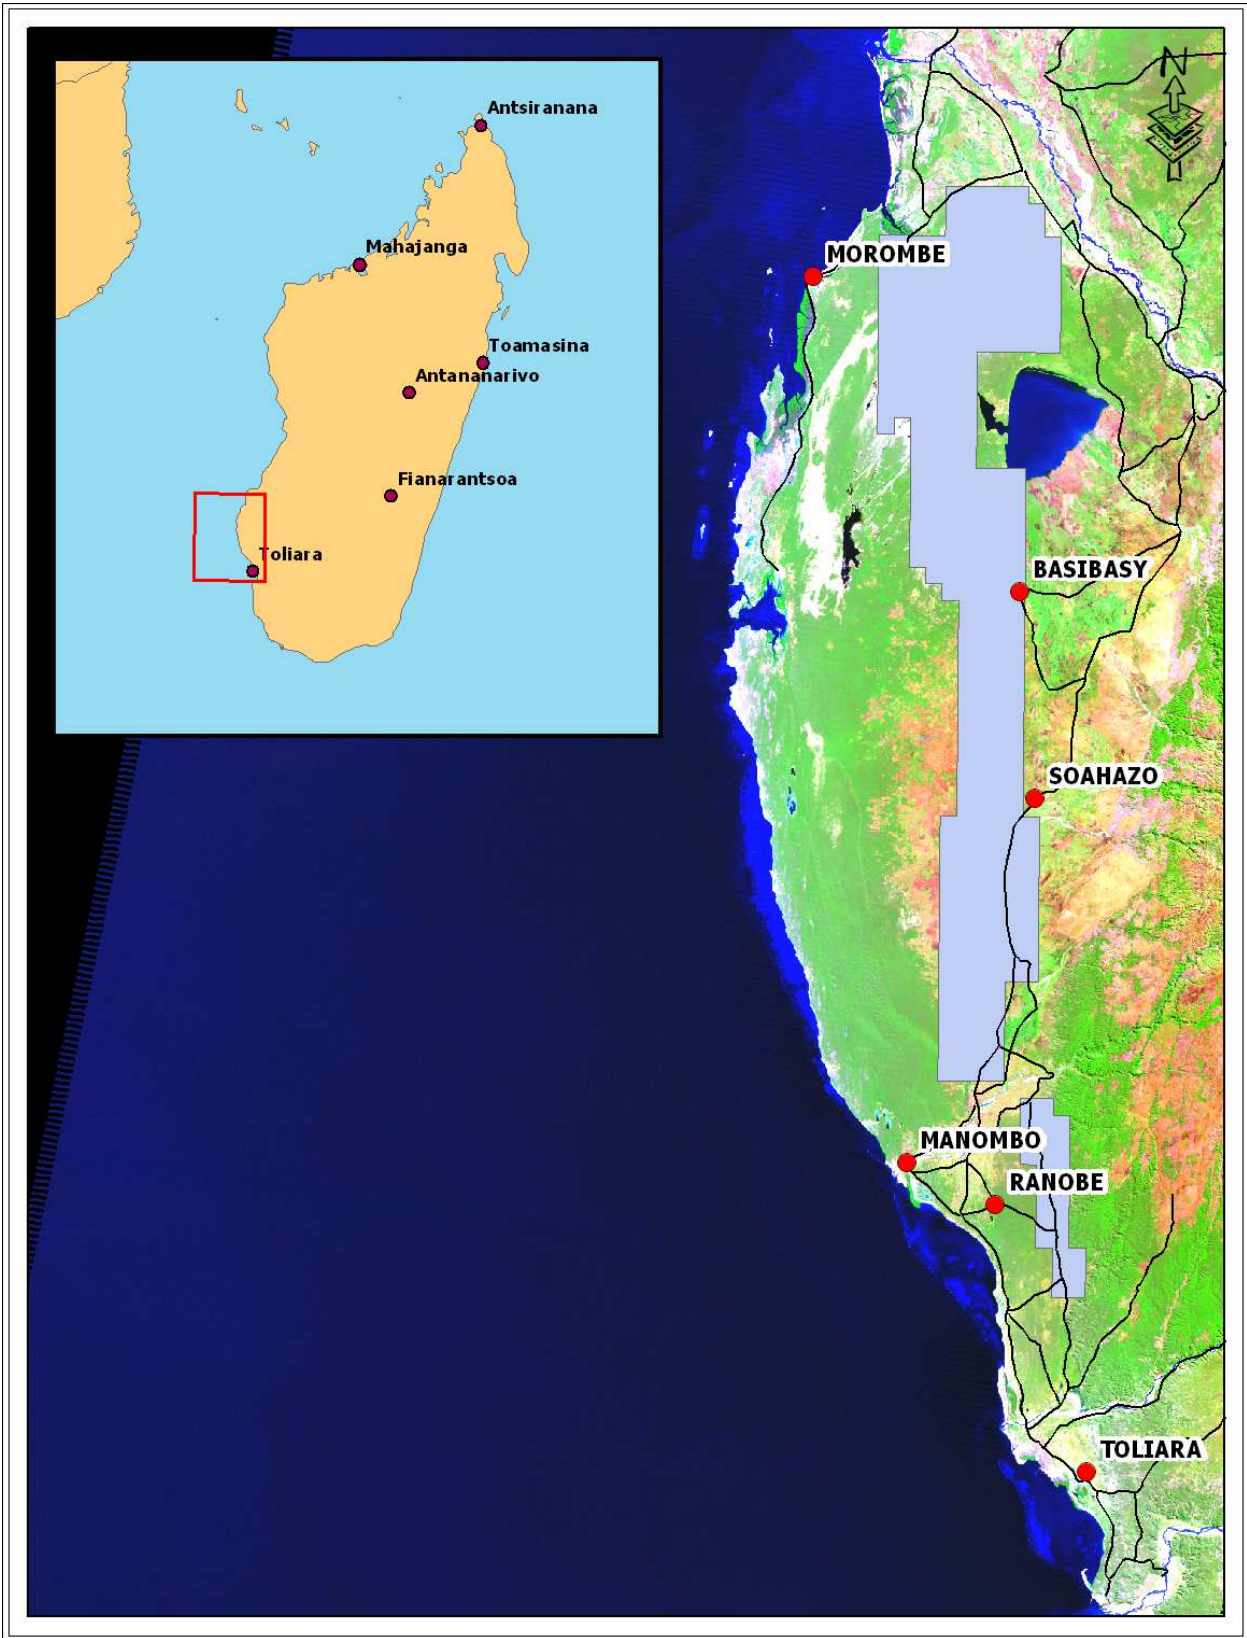 N
Antsiranana
Mahajanga
MOROMBE
Toamasina
Antananarivo
Fianarantsoa
Toliara
BASIBASY
SOAHAZO
MANOMBO
RANOBE
TOLIARA